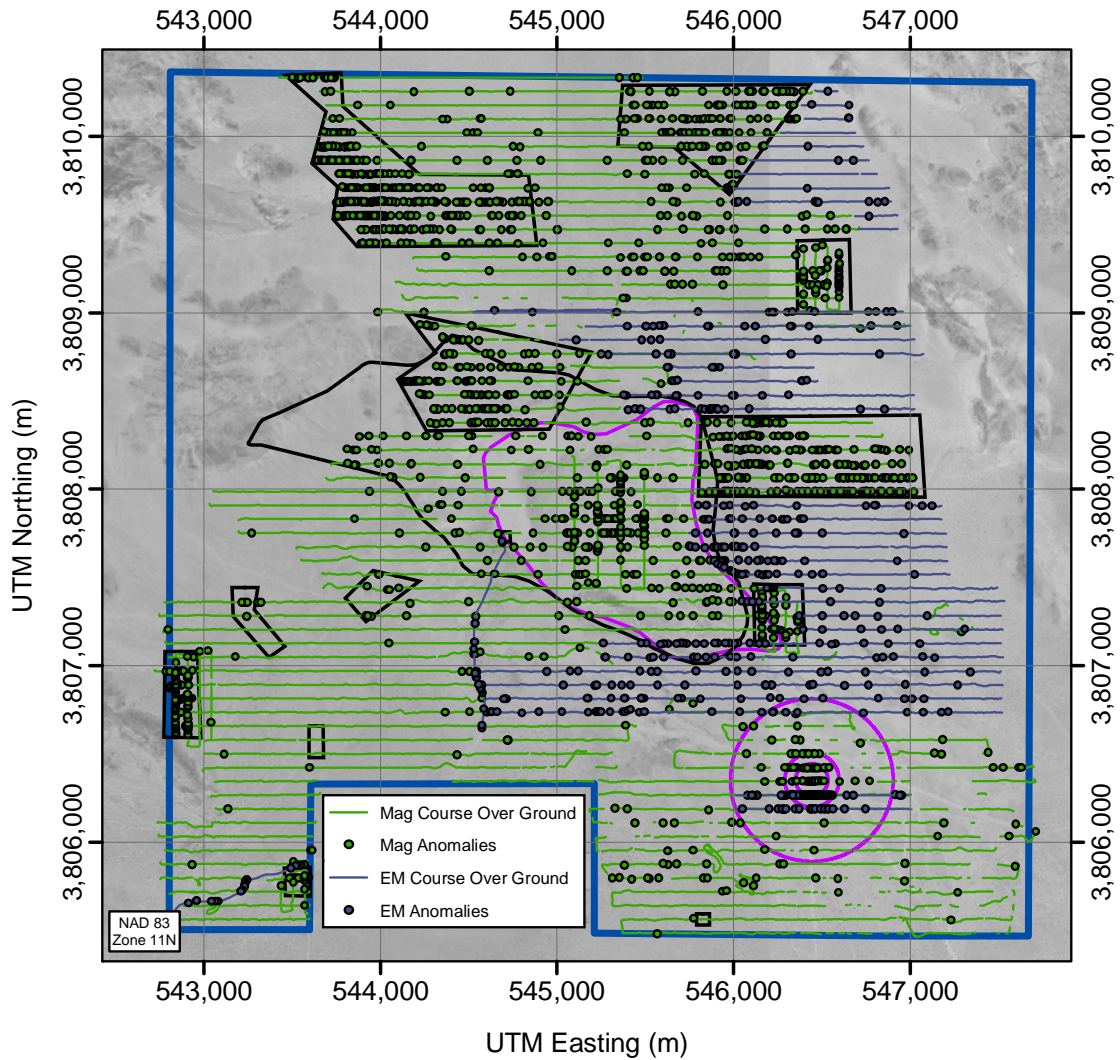 543,000 544,000 545,000 546,000 547,000
UTM Northing (m)
3,810,000
3,809,000
3,808,000
3,807,000
3,806,000
3,810,000
3,809,000
3,808,000
3,807,000
3,806,000
Mag Course Over Ground
Mag Anomalies
EM Course Over Ground
EM Anomalies
NAD 83
Zone 11N
543,000 544,000 545,000 546,000 547,000
UTM Easting (m)